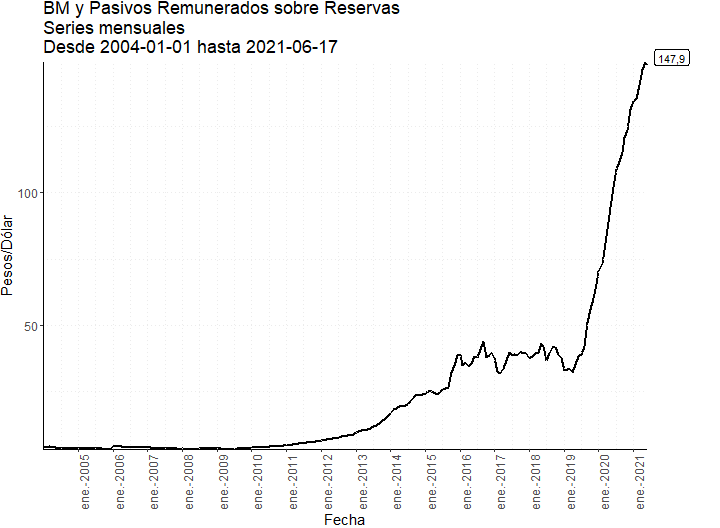 BM y Pasivos Remunerados sobre Reservas
Series mensuales
Desde 2004-01-01 hasta 2021-06-17
147,9
100
50
Pesos/Dólar
ene.-2005
ene.-2006
ene.-2007
ene.-2008
ene.-2009
ene.-2010
ene.-2011
ene.-2012
ene.-2013
ene.-2014
ene.-2015
ene.-2016
ene.-2017
ene.-2018
ene.-2019
ene.-2020
ene.-2021
Fecha